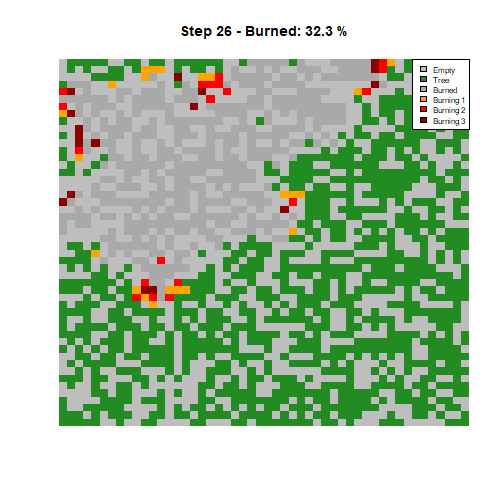 Step 26 - Burned: 32.3 %
Empty
Tree
Burned
Burning 1
Burning 2
Burning 3